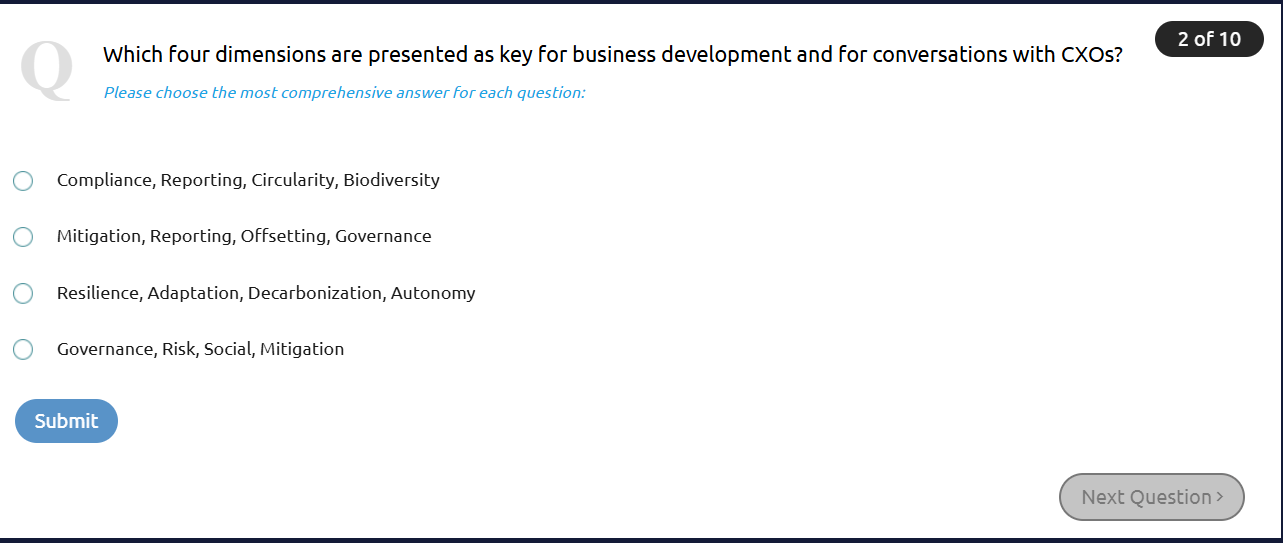 Q
Which four dimensions are presented as key for business development and for conversations with CXOs?
2 of 10
Please choose the most comprehensive answer for each question:
Compliance, Reporting, Circularity, Biodiversity
Mitigation, Reporting, Offsetting, Governance
Resilience, Adaptation, Decarbonization, Autonomy
Governance, Risk, Social, Mitigation
Submit
Next Question ›